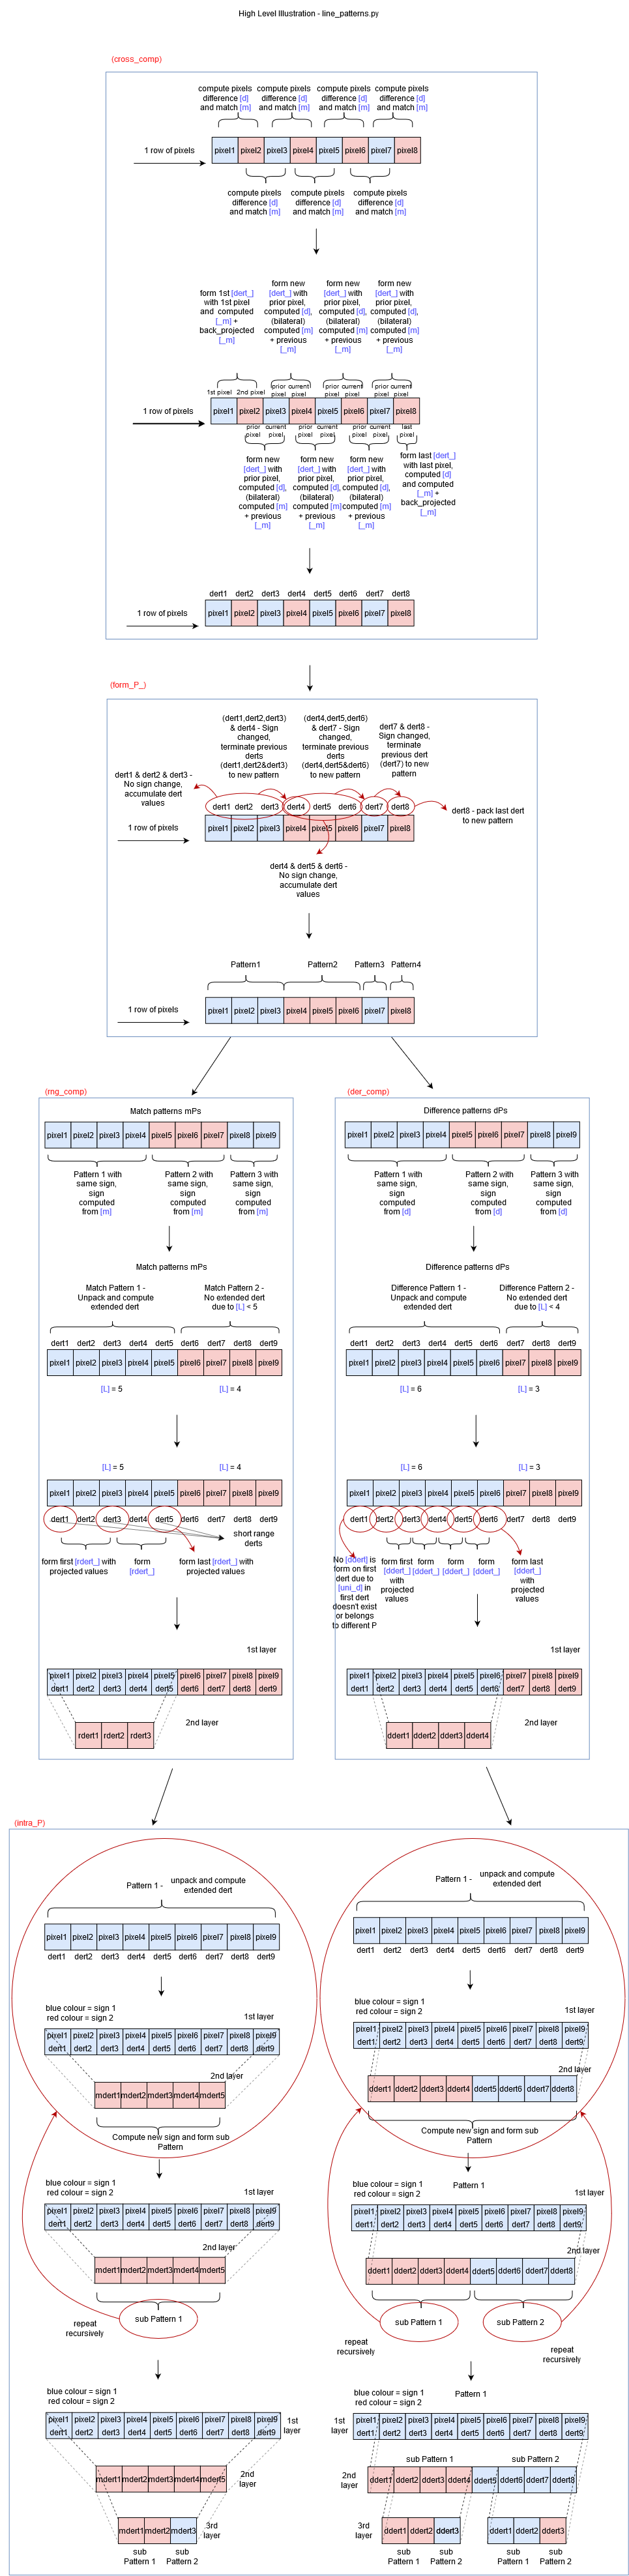 High Level Illustration - line_patterns.py
(cross_comp)
compute pixels difference [d] and match [m]
compute pixels difference [d] and match [m]
compute pixels difference [d] and match [m]
compute pixels difference [d] and match [m]
1 row of pixels
pixel1 pixel2 pixel3 pixel4 pixel5 pixel6 pixel7 pixel8
compute pixels difference [d] and match [m]
compute pixels difference [d] and match [m]
compute pixels difference [d] and match [m]
form 1st [dert_] with 1st pixel and computed [_m] + back_projected [_m]
form new [dert_] with prior pixel, computed [d], (bilateral) computed [m] + previous [_m]
form new [dert_] with prior pixel, computed [d], (bilateral) computed [m] + previous [_m]
form new [dert_] with prior pixel, computed [d], (bilateral) computed [m] + previous [_m]
1st pixel 2nd pixel prior pixel current pixel prior pixel current pixel prior pixel current pixel
1 row of pixels
pixel1 pixel2 pixel3 pixel4 pixel5 pixel6 pixel7 pixel8
prior pixel current pixel prior pixel current pixel prior pixel current pixel last pixel
form new [dert_] with prior pixel, computed [d], (bilateral) computed [m] + previous [_m]
form new [dert_] with prior pixel, computed [d], (bilateral) computed [m] + previous [_m]
form new [dert_] with prior pixel, computed [d], (bilateral) computed [m] + previous [_m]
form last [dert_] with last pixel, computed [d] and computed [_m] + back_projected [_m]
dert1 dert2 dert3 dert4 dert5 dert6 dert7 dert8
1 row of pixels
pixel1 pixel2 pixel3 pixel4 pixel5 pixel6 pixel7 pixel8
(form_P_)
(dert1,dert2,dert3) & dert4 - Sign changed, terminate previous derts (dert1,dert2&dert3) to new pattern
(dert4,dert5,dert6) & dert7 - Sign changed, terminate previous derts (dert4,dert5&dert6) to new pattern
dert7 & dert8 - Sign changed, terminate previous dert (dert7) to new pattern
dert1 & dert2 & dert3 - No sign change, accumulate dert values
dert1 dert2 dert3 dert4 dert5 dert6 dert7 dert8
dert8 - pack last dert to new pattern
1 row of pixels
pixel1 pixel2 pixel3 pixel4 pixel5 pixel6 pixel7 pixel8
dert4 & dert5 & dert6 - No sign change, accumulate dert values
Pattern1 Pattern2 Pattern3 Pattern4
1 row of pixels
pixel1 pixel2 pixel3 pixel4 pixel5 pixel6 pixel7 pixel8
(rng_comp)
Match patterns mPs
pixel1 pixel2 pixel3 pixel4 pixel5 pixel6 pixel7 pixel8 pixel9
Pattern 1 with same sign, sign computed from [m]
Pattern 2 with same sign, sign computed from [m]
Pattern 3 with same sign, sign computed from [m]
Match patterns mPs
Match Pattern 1 - Unpack and compute extended dert
Match Pattern 2 - No extended dert due to [L] < 5
dert1 dert2 dert3 dert4 dert5 dert6 dert7 dert8 dert9
pixel1 pixel2 pixel3 pixel4 pixel5 pixel6 pixel7 pixel8 pixel9
[L] = 5 [L] = 4
[L] = 5 [L] = 4
pixel1 pixel2 pixel3 pixel4 pixel5 pixel6 pixel7 pixel8 pixel9
dert1 dert2 dert3 dert4 dert5 dert6 dert7 dert8 dert9
short range derts
form first [rdert_] with projected values
form [rdert_]
form last [rdert_] with projected values
1st layer
pixel1 pixel2 pixel3 pixel4 pixel5 pixel6 pixel7 pixel8 pixel9
dert1 dert2 dert3 dert4 dert5 dert6 dert7 dert8 dert9
2nd layer
rdert1 rdert2 rdert3
(der_comp)
Difference patterns dPs
pixel1 pixel2 pixel3 pixel4 pixel5 pixel6 pixel7 pixel8 pixel9
Pattern 1 with same sign, sign computed from [d]
Pattern 2 with same sign, sign computed from [d]
Pattern 3 with same sign, sign computed from [d]
Difference patterns dPs
Difference Pattern 1 - Unpack and compute extended dert
Difference Pattern 2 - No extended dert due to [L] < 4
dert1 dert2 dert3 dert4 dert5 dert6 dert7 dert8 dert9
pixel1 pixel2 pixel3 pixel4 pixel5 pixel6 pixel7 pixel8 pixel9
[L] = 6 [L] = 3
[L] = 6 [L] = 3
pixel1 pixel2 pixel3 pixel4 pixel5 pixel6 pixel7 pixel8 pixel9
dert1 dert2 dert3 dert4 dert5 dert6 dert7 dert8 dert9
No [ddert] is form on first dert due to [uni_d] in first dert doesn't exist or belongs to different P
form first [ddert_] with projected values
form [ddert_]
form [ddert_]
form [ddert_]
form last [ddert_] with projected values
1st layer
pixel1 pixel2 pixel3 pixel4 pixel5 pixel6 pixel7 pixel8 pixel9
dert1 dert2 dert3 dert4 dert5 dert6 dert7 dert8 dert9
2nd layer
ddert1 ddert2 ddert3 ddert4
(intra_P)
Pattern 1 - unpack and compute extended dert
pixel1 pixel2 pixel3 pixel4 pixel5 pixel6 pixel7 pixel8 pixel9
dert1 dert2 dert3 dert4 dert5 dert6 dert7 dert8 dert9
blue colour = sign 1
red colour = sign 2
1st layer
pixel1 pixel2 pixel3 pixel4 pixel5 pixel6 pixel7 pixel8 pixel9
dert1 dert2 dert3 dert4 dert5 dert6 dert7 dert8 dert9
2nd layer
mdert1 mdert2 mdert3 mdert4 mdert5
Compute new sign and form sub Pattern
blue colour = sign 1
red colour = sign 2
1st layer
pixel1 pixel2 pixel3 pixel4 pixel5 pixel6 pixel7 pixel8 pixel9
dert1 dert2 dert3 dert4 dert5 dert6 dert7 dert8 dert9
2nd layer
mdert1 mdert2 mdert3 mdert4 mdert5
sub Pattern 1
repeat recursively
blue colour = sign 1
red colour = sign 2
pixel1 pixel2 pixel3 pixel4 pixel5 pixel6 pixel7 pixel8 pixel9
dert1 dert2 dert3 dert4 dert5 dert6 dert7 dert8 dert9
1st layer
mdert1 mdert2 mdert3 mdert4 mdert5
2nd layer
mdert1 mdert2 mdert3
3rd layer
sub Pattern 1
sub Pattern 2
Pattern 1 - unpack and compute extended dert
pixel1 pixel2 pixel3 pixel4 pixel5 pixel6 pixel7 pixel8 pixel9
dert1 dert2 dert3 dert4 dert5 dert6 dert7 dert8 dert9
blue colour = sign 1
red colour = sign 2
1st layer
pixel1 pixel2 pixel3 pixel4 pixel5 pixel6 pixel7 pixel8 pixel9
dert1 dert2 dert3 dert4 dert5 dert6 dert7 dert8 dert9
2nd layer
ddert1 ddert2 ddert3 ddert4 ddert5 ddert6 ddert7 ddert8
Compute new sign and form sub Pattern
blue colour = sign 1
red colour = sign 2
Pattern 1
1st layer
pixel1 pixel2 pixel3 pixel4 pixel5 pixel6 pixel7 pixel8 pixel9
dert1 dert2 dert3 dert4 dert5 dert6 dert7 dert8 dert9
2nd layer
ddert1 ddert2 ddert3 ddert4 ddert5 ddert6 ddert7 ddert8
sub Pattern 1 sub Pattern 2
repeat recursively
repeat recursively
blue colour = sign 1
red colour = sign 2
Pattern 1
1st layer
pixel1 pixel2 pixel3 pixel4 pixel5 pixel6 pixel7 pixel8 pixel9
dert1 dert2 dert3 dert4 dert5 dert6 dert7 dert8 dert9
sub Pattern 1 sub Pattern 2
2nd layer
ddert1 ddert2 ddert3 ddert4 ddert5 ddert6 ddert7 ddert8
3rd layer
ddert1 ddert2 ddert3 ddert1 ddert2 ddert3
sub Pattern 1
sub Pattern 2
sub Pattern 1
sub Pattern 2